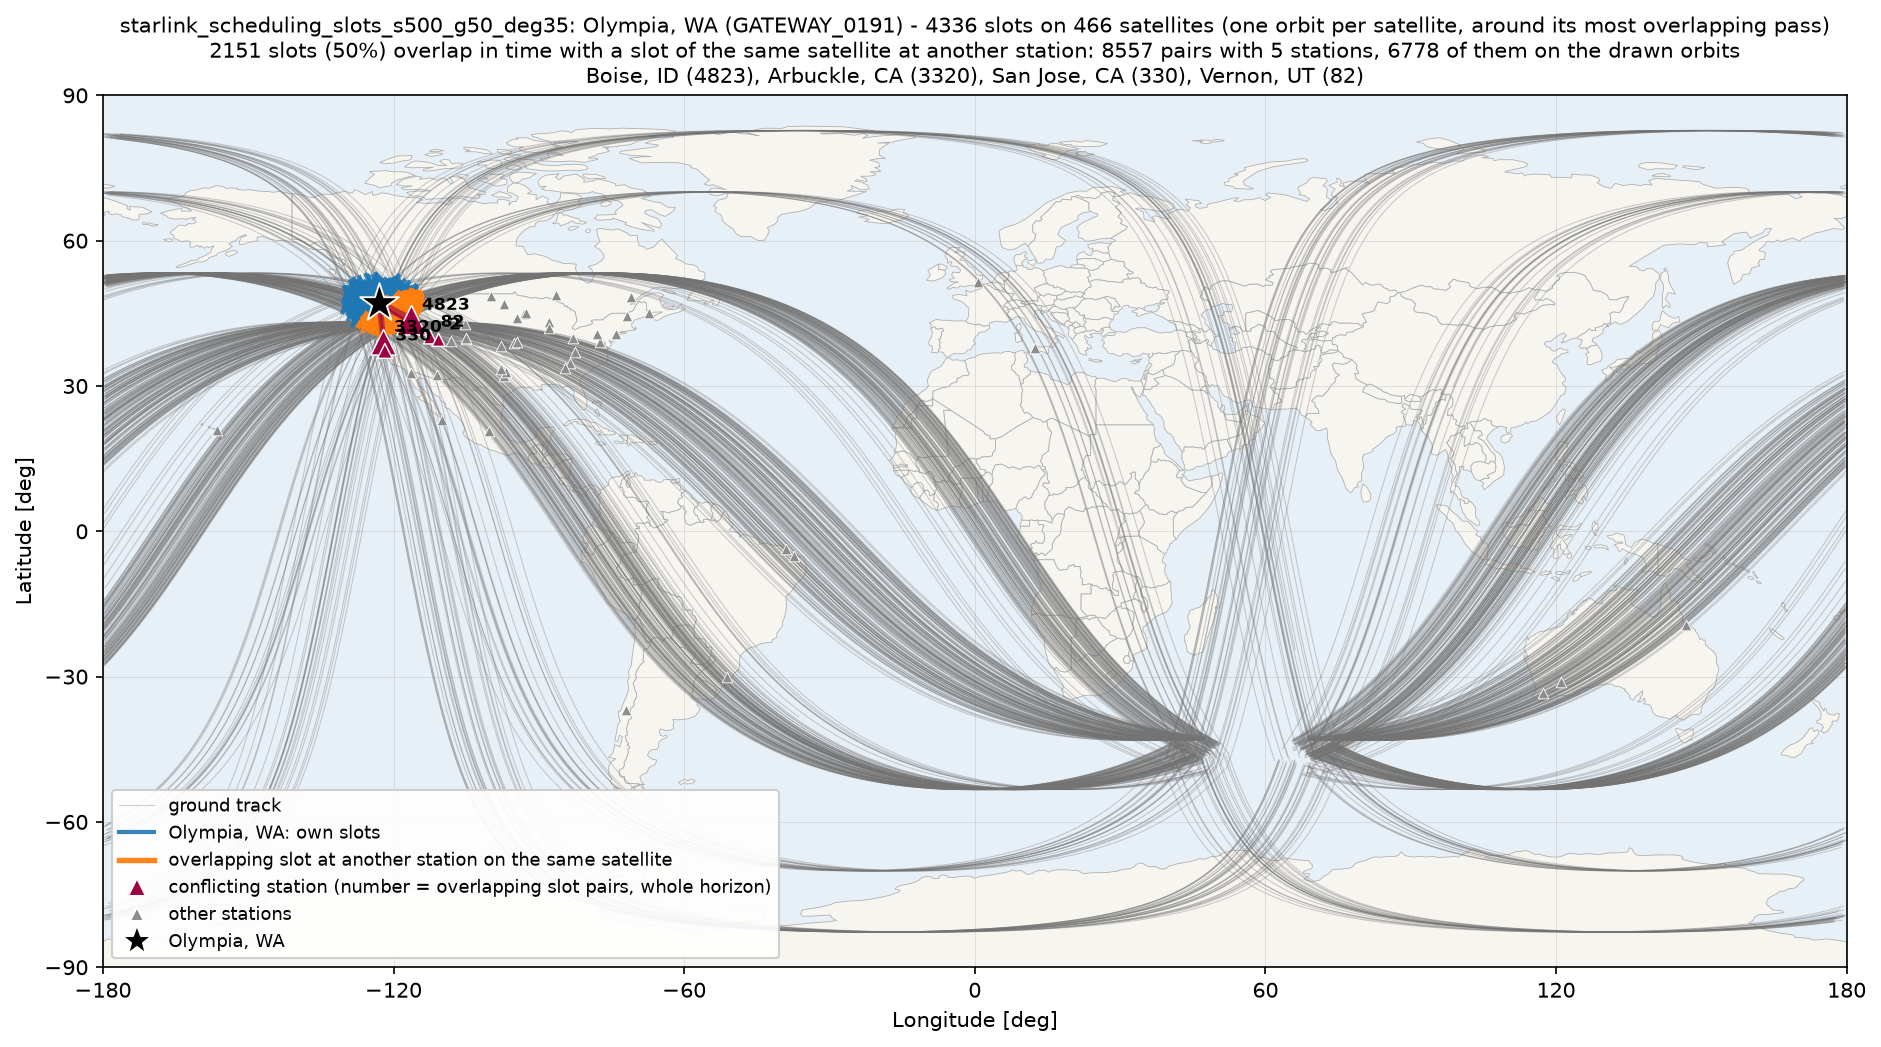 starlink_scheduling_slots_s500_g50_deg35: Olympia, WA (GATEWAY_0191) - 4336 slots on 466 satellites (one orbit per satellite, around its most overlapping pass)
2151 slots (50%) overlap in time with a slot of the same satellite at another station: 8557 pairs with 5 stations, 6778 of them on the drawn orbits
Boise, ID (4823), Arbuckle, CA (3320), San Jose, CA (330), Vernon, UT (82)
90
60
30
0
−30
−60
−90
Latitude [deg]
4823
82
3320
330
ground track
Olympia, WA: own slots
overlapping slot at another station on the same satellite
conflicting station (number = overlapping slot pairs, whole horizon)
other stations
Olympia, WA
−180
−120
−60
0
60
120
180
Longitude [deg]